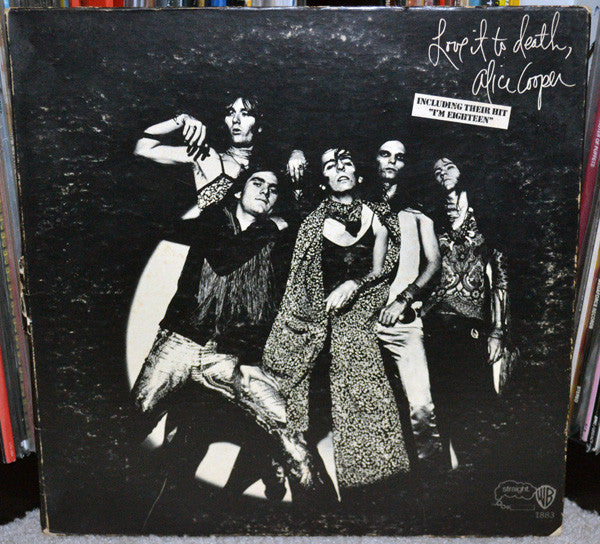 Love it to death,
Alice Cooper
INCLUDING THEIR HIT
"I'M EIGHTEEN"
straight
WB
1883